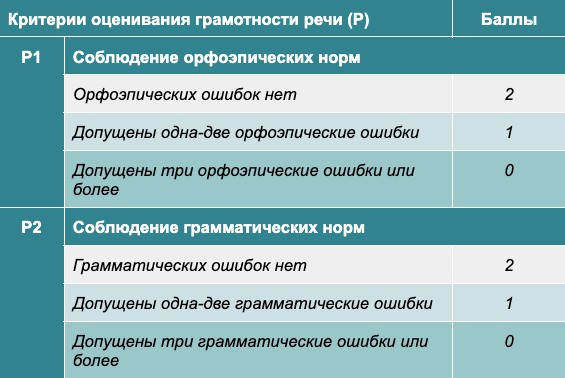 Критерии оценивания грамотности речи (Р) Баллы
Р1 Соблюдение орфоэпических норм
Орфоэпических ошибок нет 2
Допущены одна-две орфоэпические ошибки 1
Допущены три орфоэпические ошибки или 0
более
Р2 Соблюдение грамматических норм
Грамматических ошибок нет 2
Допущены одна-две грамматические ошибки 1
Допущены три грамматические ошибки или 0
более